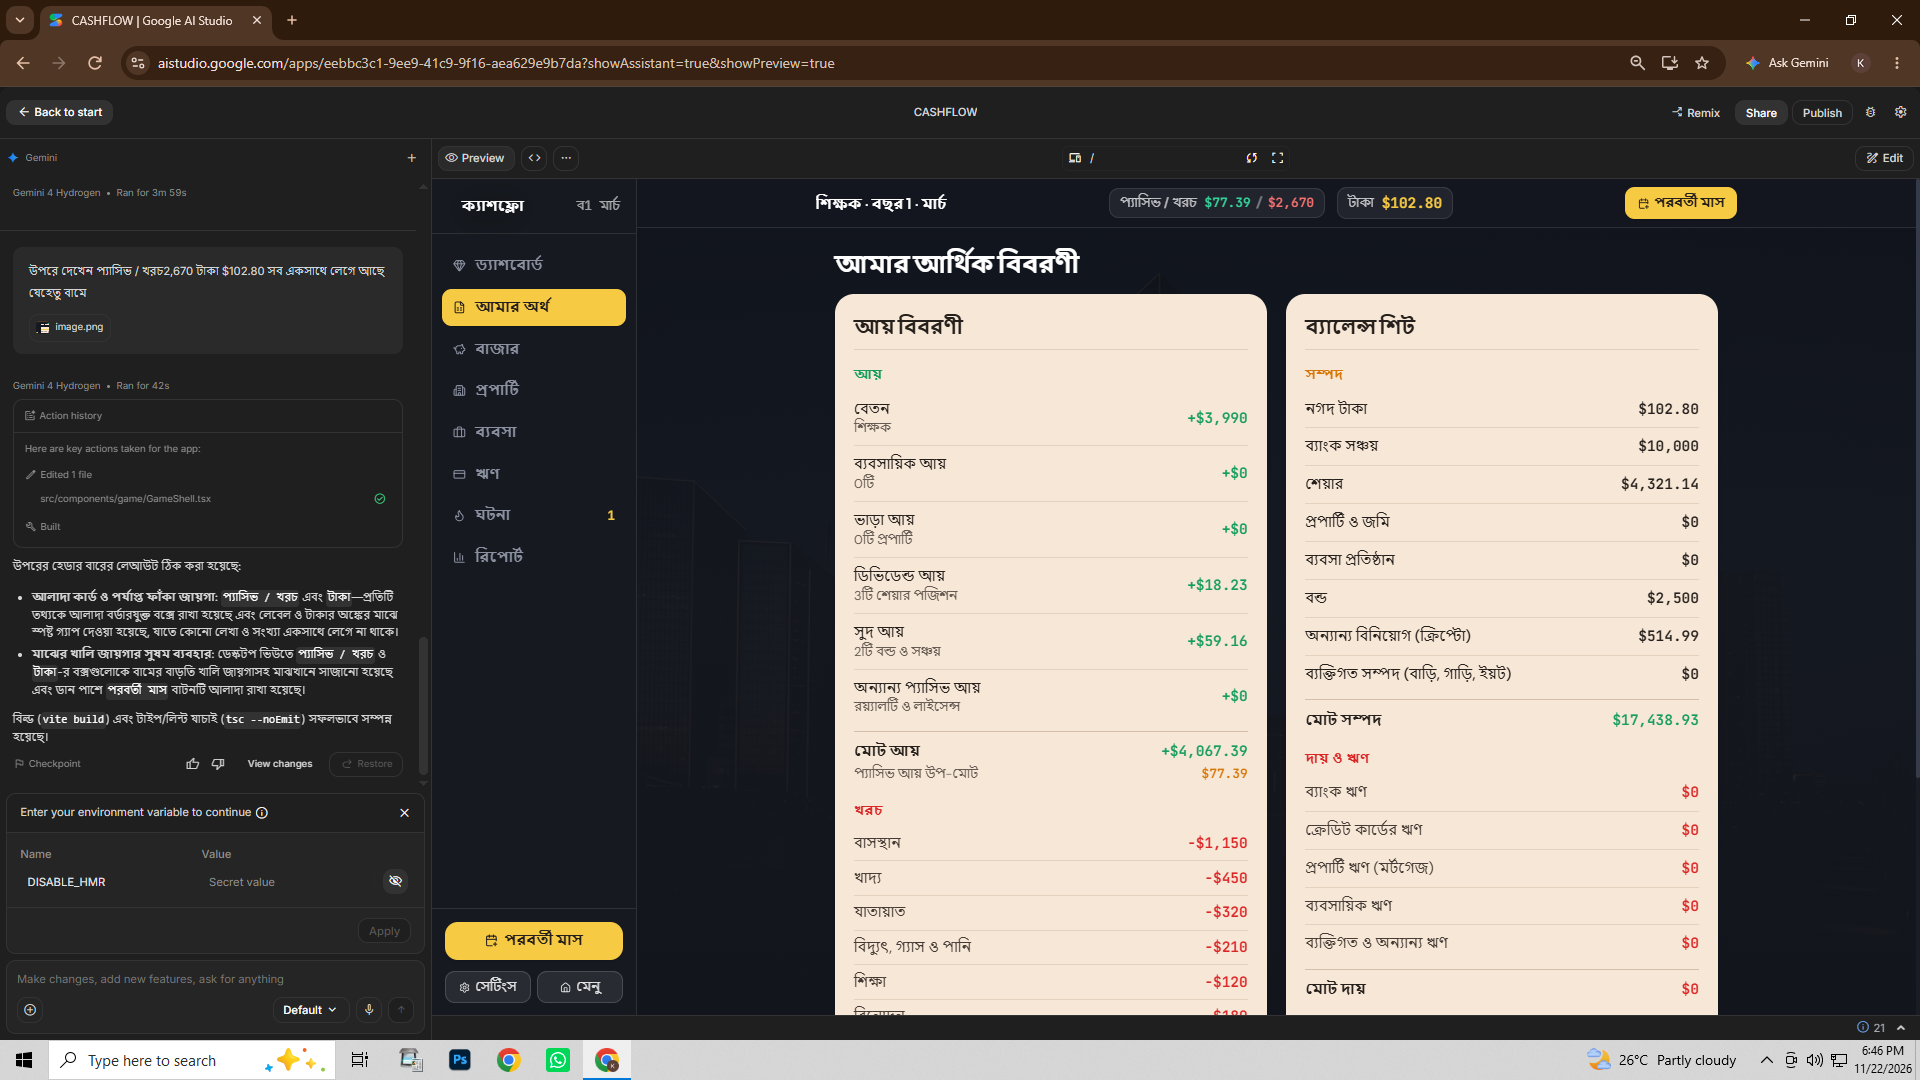 CASHFLOW | Google AI Studio
aistudio.google.com/apps/eebbc3c1-9ee9-41c9-9f16-aea629e9b7da?showAssistant=true&showPreview=true
Ask Gemini
K
Back to start
CASHFLOW
Remix
Share
Publish
Gemini
Gemini 4 Hydrogen • Ran for 3m 59s
উপরে দেখেন প্যাসিভ / খরচ2,670 টাকা $102.80 সব একসাথে লেগে আছে
যেহেতু বামে
image.png
Gemini 4 Hydrogen • Ran for 42s
Action history
Here are key actions taken for the app:
Edited 1 file
src/components/game/GameShell.tsx
Built
উপরের হেডার বারের লেআউট ঠিক করা হয়েছে:
• আলাদা কার্ড ও পর্যাপ্ত ফাঁকা জায়গা: প্যাসিভ / খরচ এবং টাকা—প্রতিটি
তথ্যকে আলাদা বর্ডারযুক্ত বক্সে রাখা হয়েছে এবং লেবেল ও টাকার অঙ্কের মাঝে
স্পষ্ট গ্যাপ দেওয়া হয়েছে, যাতে কোনো লেখা ও সংখ্যা একসাথে লেগে না থাকে।
• মাঝের খালি জায়গার সুষম ব্যবহার: ডেস্কটপ ভিউতে প্যাসিভ / খরচ ও
টাকা-র বক্সগুলোকে বামের বাড়তি খালি জায়গাসহ মাঝখানে সাজানো হয়েছে
এবং ডান পাশে পরবর্তী মাস বাটনটি আলাদা রাখা হয়েছে।
বিল্ড (vite build) এবং টাইপ/লিন্ট যাচাই (tsc --noEmit) সফলভাবে সম্পন্ন
হয়েছে।
Checkpoint
View changes
Restore
Enter your environment variable to continue
Name Value
DISABLE_HMR Secret value
Apply
Make changes, add new features, ask for anything
Default
Preview
/
Edit
ক্যাশফ্লো ব1 মার্চ
ড্যাশবোর্ড
আমার অর্থ
বাজার
প্রপার্টি
ব্যবসা
ঋণ
ঘটনা 1
রিপোর্ট
পরবর্তী মাস
সেটিংস
মেনু
শিক্ষক · বছর 1 · মার্চ
প্যাসিভ / খরচ $77.39 / $2,670
টাকা $102.80
পরবর্তী মাস
আমার আর্থিক বিবরণী
আয় বিবরণী
আয়
বেতন +$3,990
শিক্ষক
ব্যবসায়িক আয় +$0
0টি
ভাড়া আয় +$0
0টি প্রপার্টি
ডিভিডেন্ড আয় +$18.23
3টি শেয়ার পজিশন
সুদ আয় +$59.16
2টি বন্ড ও সঞ্চয়
অন্যান্য প্যাসিভ আয় +$0
রয়্যালটি ও লাইসেন্স
মোট আয় +$4,067.39
প্যাসিভ আয় উপ-মোট $77.39
খরচ
বাসস্থান -$1,150
খাদ্য -$450
যাতায়াত -$320
বিদ্যুৎ, গ্যাস ও পানি -$210
শিক্ষা -$120
ব্যালেন্স শিট
সম্পদ
নগদ টাকা $102.80
ব্যাংক সঞ্চয় $10,000
শেয়ার $4,321.14
প্রপার্টি ও জমি $0
ব্যবসা প্রতিষ্ঠান $0
বন্ড $2,500
অন্যান্য বিনিয়োগ (ক্রিপ্টো) $514.99
ব্যক্তিগত সম্পদ (বাড়ি, গাড়ি, ইয়ট) $0
মোট সম্পদ $17,438.93
দায় ও ঋণ
ব্যাংক ঋণ $0
ক্রেডিট কার্ডের ঋণ $0
প্রপার্টি ঋণ (মর্টগেজ) $0
ব্যবসায়িক ঋণ $0
ব্যক্তিগত ও অন্যান্য ঋণ $0
মোট দায় $0
21
Type here to search
Ps
26°C Partly cloudy
6:46 PM
11/22/2026